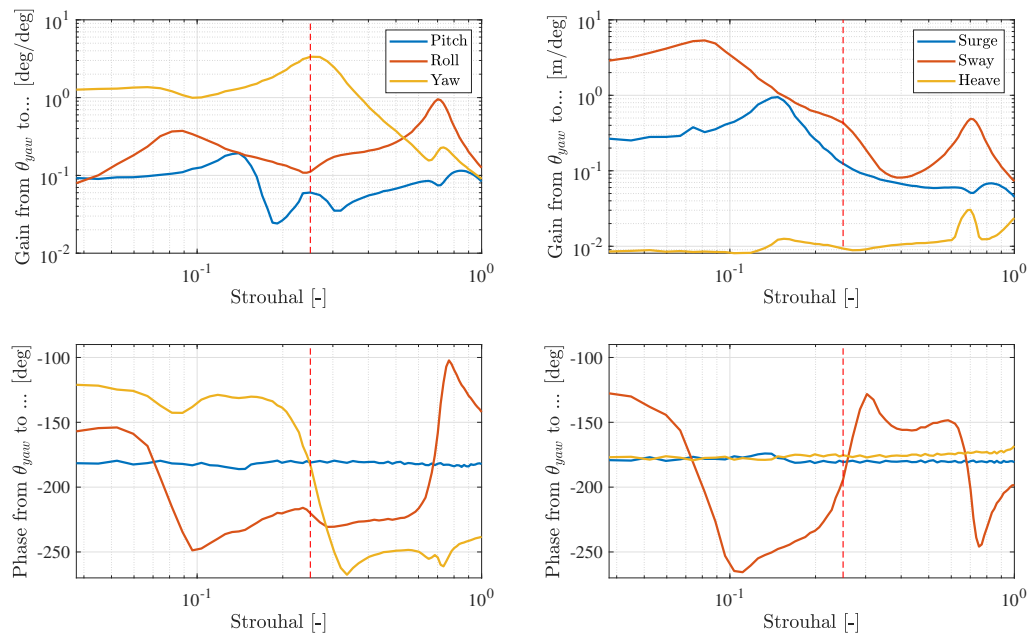 Gain from θ_yaw to... [deg/deg]
10^1
10^0
10^-1
10^-2
Pitch
Roll
Yaw
10^-1
10^0
Strouhal [-]
Gain from θ_yaw to... [m/deg]
10^1
10^0
10^-1
10^-2
Surge
Sway
Heave
10^-1
10^0
Strouhal [-]
Phase from θ_yaw to ... [deg]
-100
-150
-200
-250
10^-1
10^0
Strouhal [-]
Phase from θ_yaw to ... [deg]
-100
-150
-200
-250
10^-1
10^0
Strouhal [-]